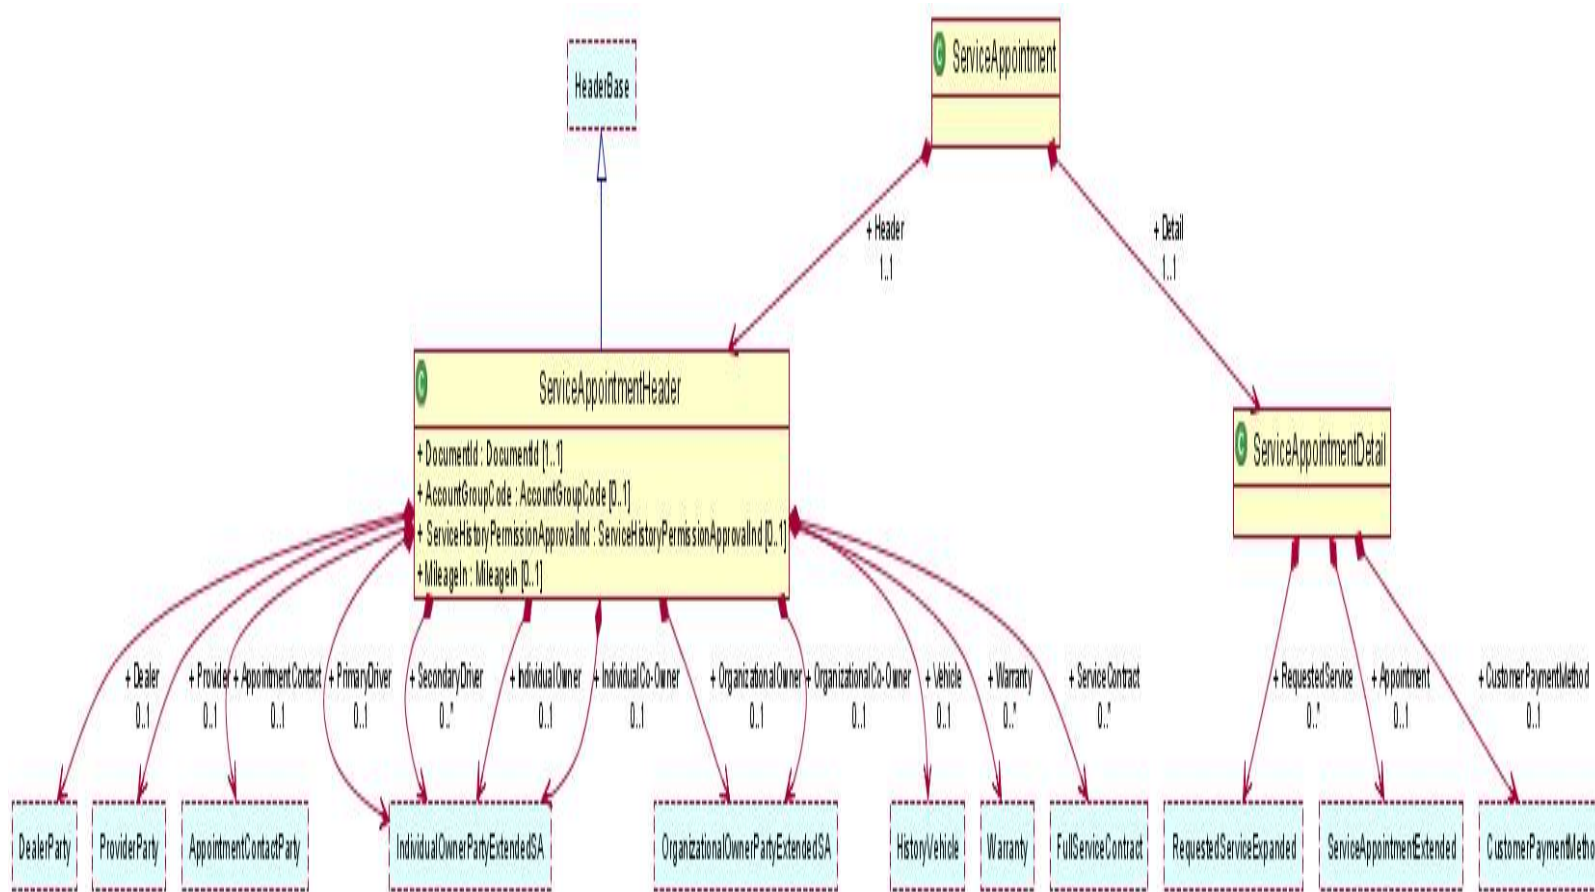 C ServiceAppointment
HeaderBase
+ Header
1..1
+ Detail
1..1
C ServiceAppointmentHeader
+ DocumentId : DocumentId [1..1]
+ AccountGroupCode : AccountGroupCode [0..1]
+ ServiceHistoryPermissionApprovalInd : ServiceHistoryPermissionApprovalInd [0..1]
+ MileageIn : MileageIn [0..1]
C ServiceAppointmentDetail
+ Dealer
0..1
+ Provider
0..1
+ AppointmentContact
0..1
+ PrimaryDriver
0..1
+ SecondaryDriver
0..*
+ IndividualOwner
0..1
+ IndividualCo-Owner
0..1
+ OrganizationalOwner
0..1
+ OrganizationalCo-Owner
0..1
+ Vehicle
0..1
+ Warranty
0..*
+ ServiceContract
0..*
+ RequestedService
0..*
+ Appointment
0..1
+ CustomerPaymentMethod
0..1
DealerParty
ProviderParty
AppointmentContactParty
IndividualOwnerPartyExtendedSA
OrganizationalOwnerPartyExtendedSA
HistoryVehicle
Warranty
FullServiceContract
RequestedServiceExpanded
ServiceAppointmentExtended
CustomerPaymentMetho